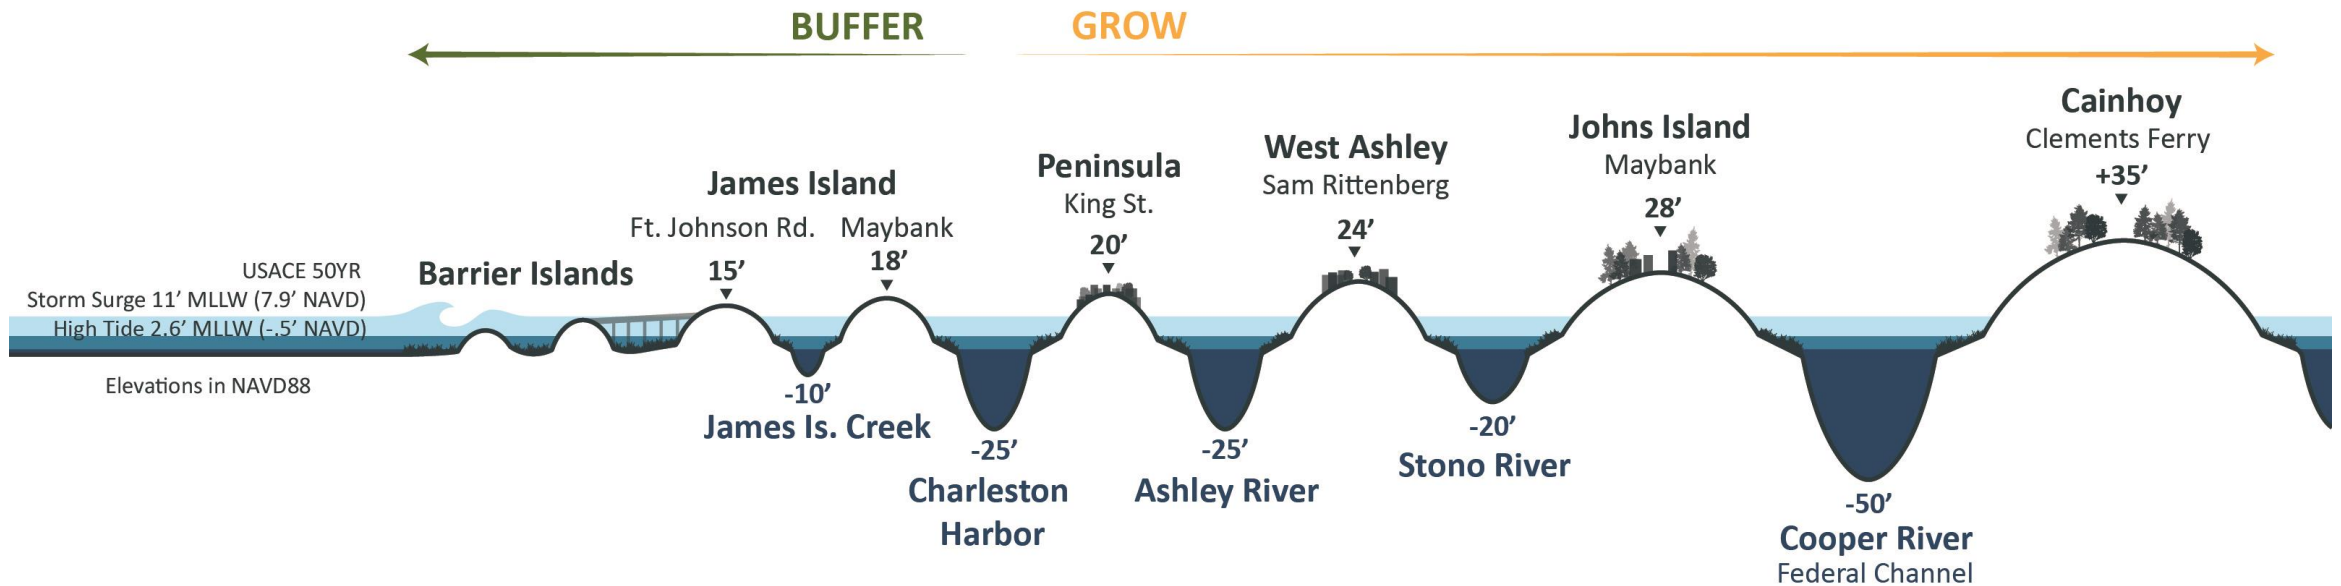 BUFFER
GROW
USACE 50YR
Storm Surge 11’ MLLW (7.9’ NAVD)
High Tide 2.6’ MLLW (-.5’ NAVD)
Elevations in NAVD88
Barrier Islands
James Island
Ft. Johnson Rd.
15’
Maybank
18’
Peninsula
King St.
20’
West Ashley
Sam Rittenberg
24’
Johns Island
Maybank
28’
Cainhoy
Clements Ferry
+35’
-10’
James Is. Creek
-25’
Charleston
Harbor
-25’
Ashley River
-20’
Stono River
-50’
Cooper River
Federal Channel